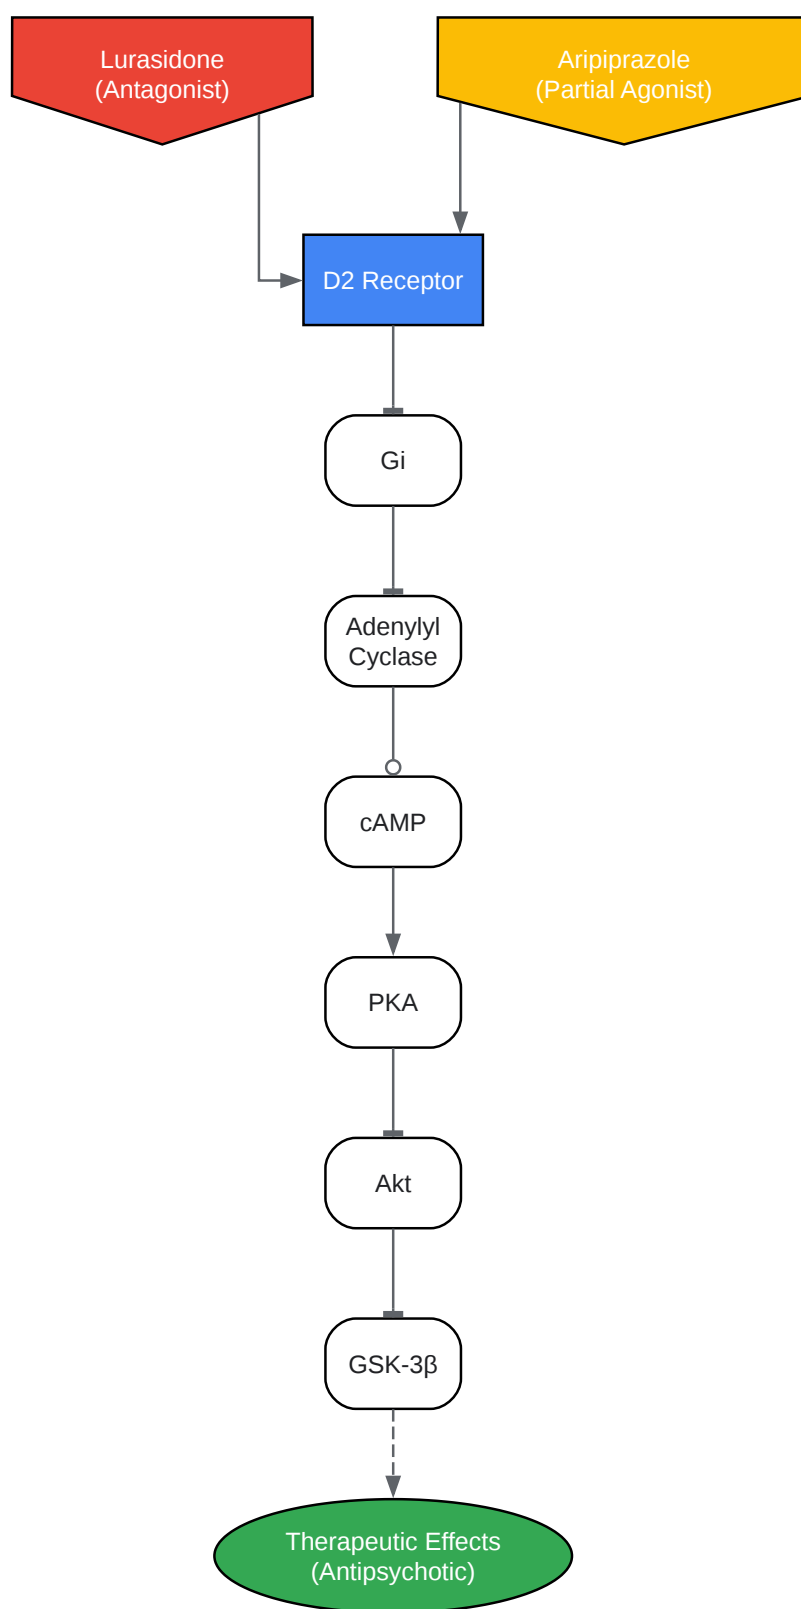 Lurasidone
(Antagonist)
Aripiprazole
(Partial Agonist)
D2 Receptor
Gi
Adenylyl
Cyclase
cAMP
PKA
Akt
GSK-3β
Therapeutic Effects
(Antipsychotic)